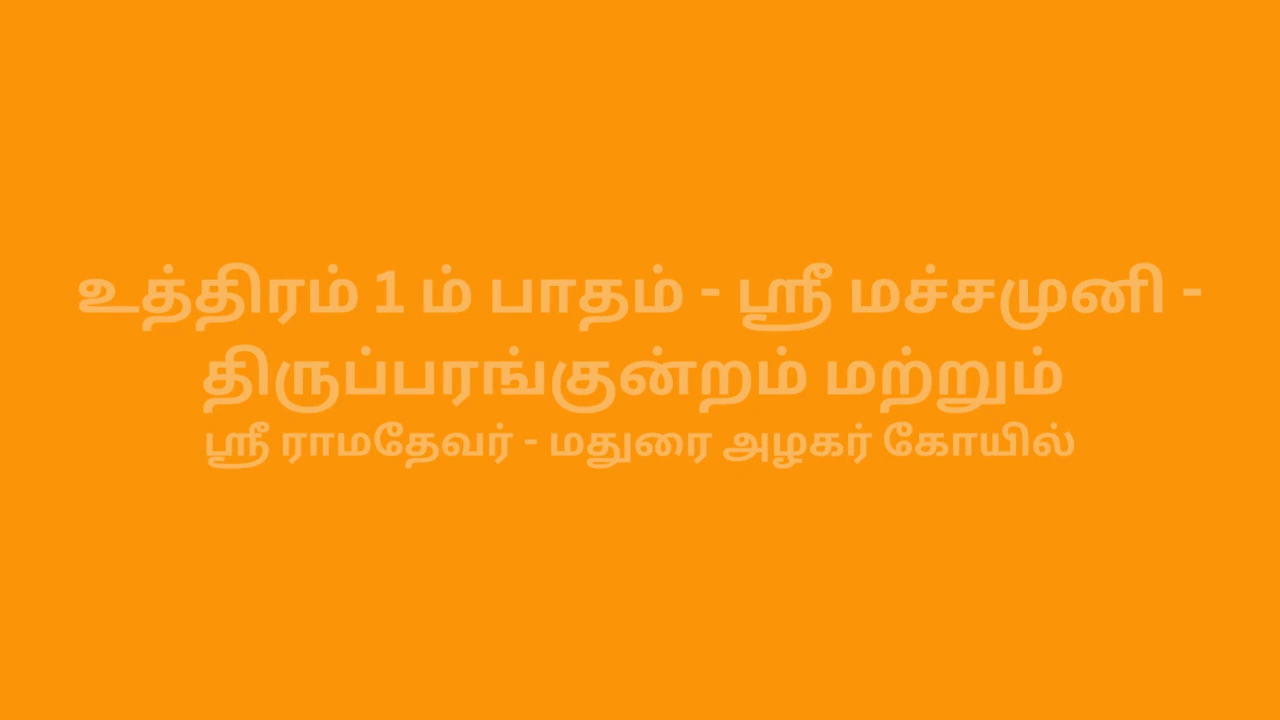 உத்திரம் 1 ம் பாதம் - ஸ்ரீ மச்சமுனி -
திருப்பரங்குன்றம் மற்றும்
ஸ்ரீ ராமதேவர் - மதுரை அழகர் கோயில்